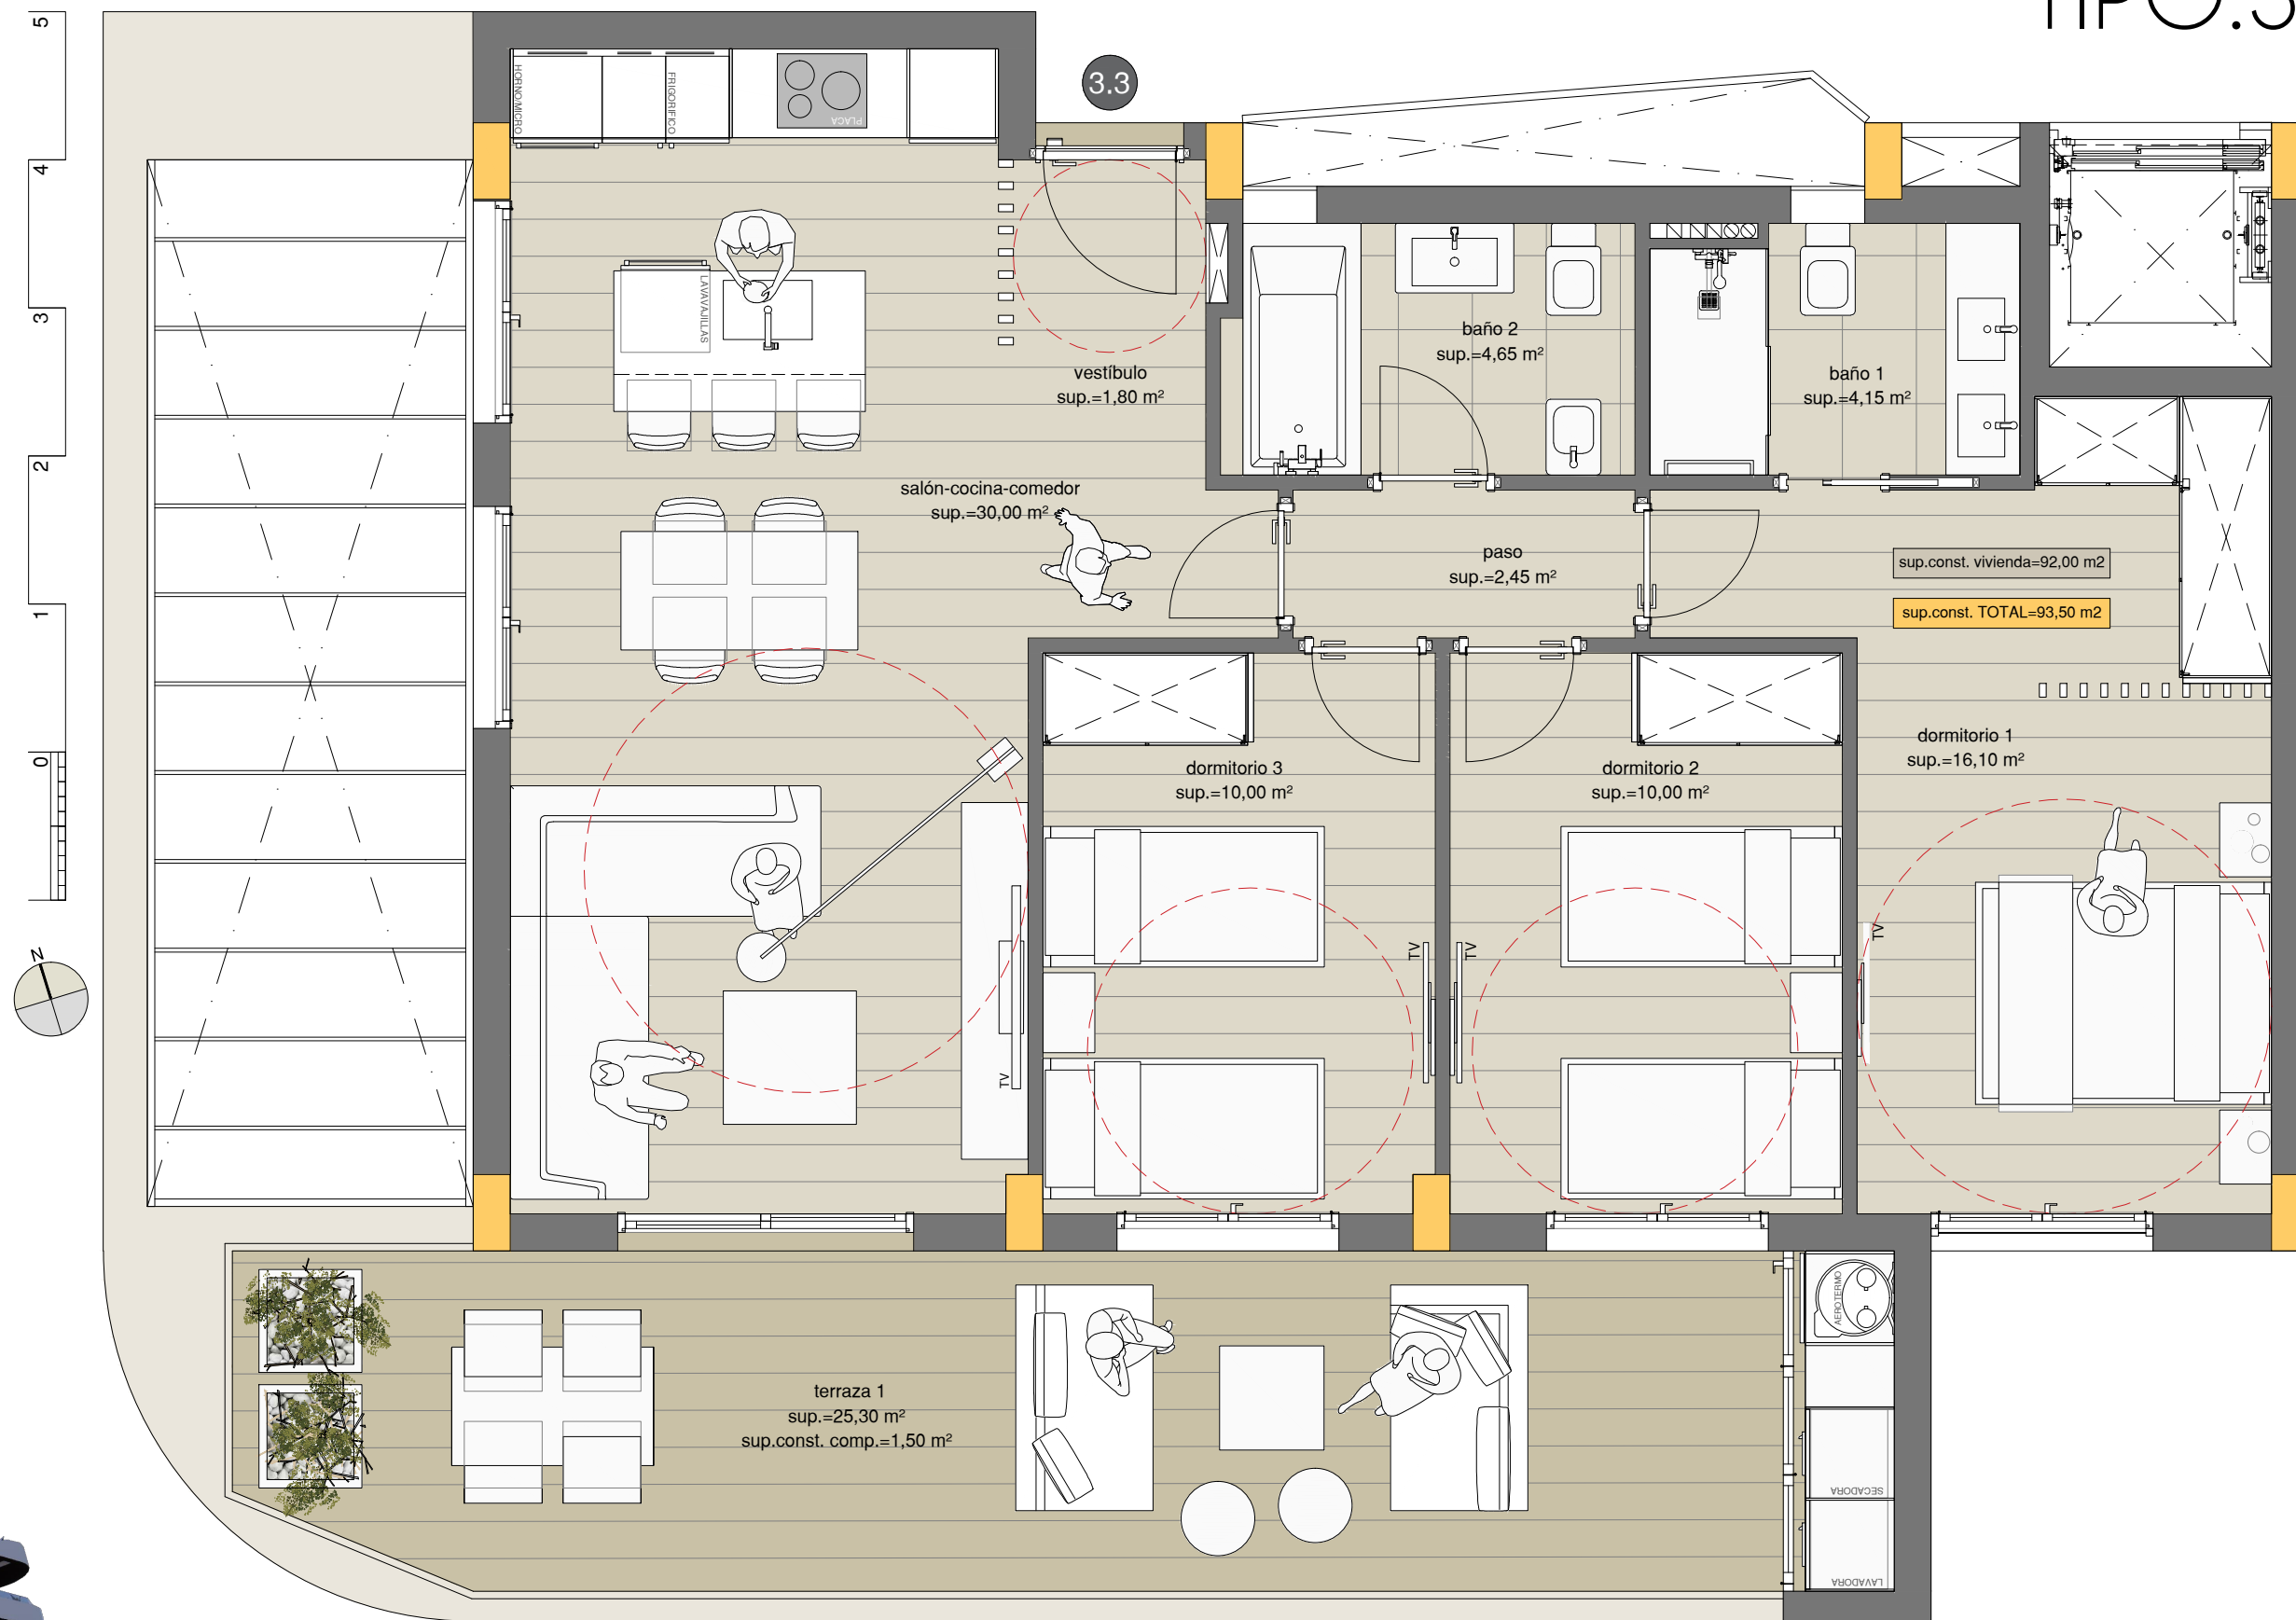 TIPO.3
5
4
3
2
1
0
N
3.3
HORNO/MICRO
FRIGORIFICO
PLACA
LAVAVAJILLAS
vestíbulo
sup.=1,80 m²
baño 2
sup.=4,65 m²
baño 1
sup.=4,15 m²
salón-cocina-comedor
sup.=30,00 m²
paso
sup.=2,45 m²
sup.const. vivienda=92,00 m2
sup.const. TOTAL=93,50 m2
dormitorio 3
sup.=10,00 m²
dormitorio 2
sup.=10,00 m²
dormitorio 1
sup.=16,10 m²
TV
TV
TV
TV
terraza 1
sup.=25,30 m²
sup.const. comp.=1,50 m²
AEROTERMO
SECADORA
LAVADORA